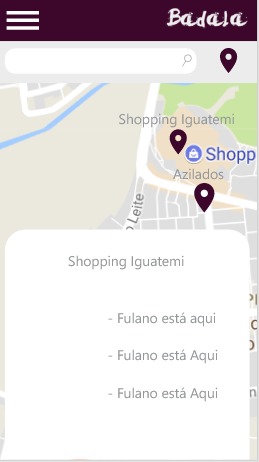 Badala
Shopping Iguatemi
Shopp
Azilados
Leite
Shopping Iguatemi
- Fulano está aqui
- Fulano está Aqui
- Fulano está Aqui